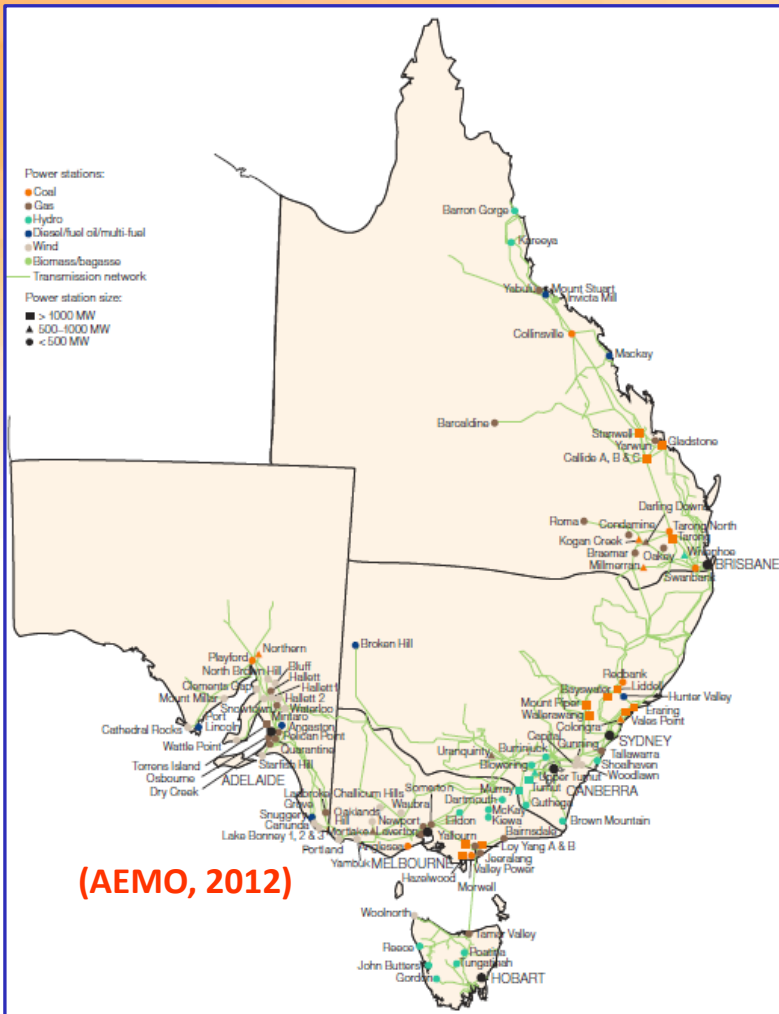 Power stations:
Coal
Gas
Hydro
Diesel/fuel oil/multi-fuel
Wind
Biomass/bagasse
Transmission network
Power station size:
> 1000 MW
500–1000 MW
< 500 MW
Barron Gorge
Kareeya
Yabulu
Mount Stuart
Invicta Mill
Collinsville
Mackay
Barcaldine
Stanwell
Yarwun
Gladstone
Callide A, B & C
Darling Downs
Roma
Condamine
Tarong North
Tarong
Kogan Creek
Braemar
Oakey
Wivenhoe
BRISBANE
Millmerran
Swanbank
Broken Hill
Northern
Playford
North Brown Hill
Bluff
Hallett
Clements Gap
Hallett 1
Mount Millar
Hallett 2
Snowtown
Waterloo
Port
Lincoln
Mintaro
Angaston
Cathedral Rocks
Pelican Point
Wattle Point
Quarantine
Torrens Island
Starfish Hill
Osbourne
ADELAIDE
Dry Creek
Redbank
Bayswater
Liddell
Hunter Valley
Mount Piper
Wallerawang
Colongra
Eraring
Vales Point
Capital
SYDNEY
Burrinjuck
Gunning
Tallawarra
Uranquinty
Blowering
Shoalhaven
Upper Tumut
Woodlawn
Tumut
CANBERRA
Murray
Guthega
Brown Mountain
Somerton
Ladbroke
Grove
Challicum Hills
Waubra
Dartmouth
McKay
Snuggery
Oaklands
Hill
Newport
Eildon
Kiewa
Canunda
Lake Bonney 1, 2 & 3
Mortlake
Laverton
Yallourn
Bairnsdale
Portland
Anglesea
Loy Yang A & B
Yambuk
MELBOURNE
Jeeralang
Hazelwood
Valley Power
Morwell
(AEMO, 2012)
Woolnorth
Tamar Valley
Reece
Poatina
John Butters
Tungatinah
Gordon
HOBART